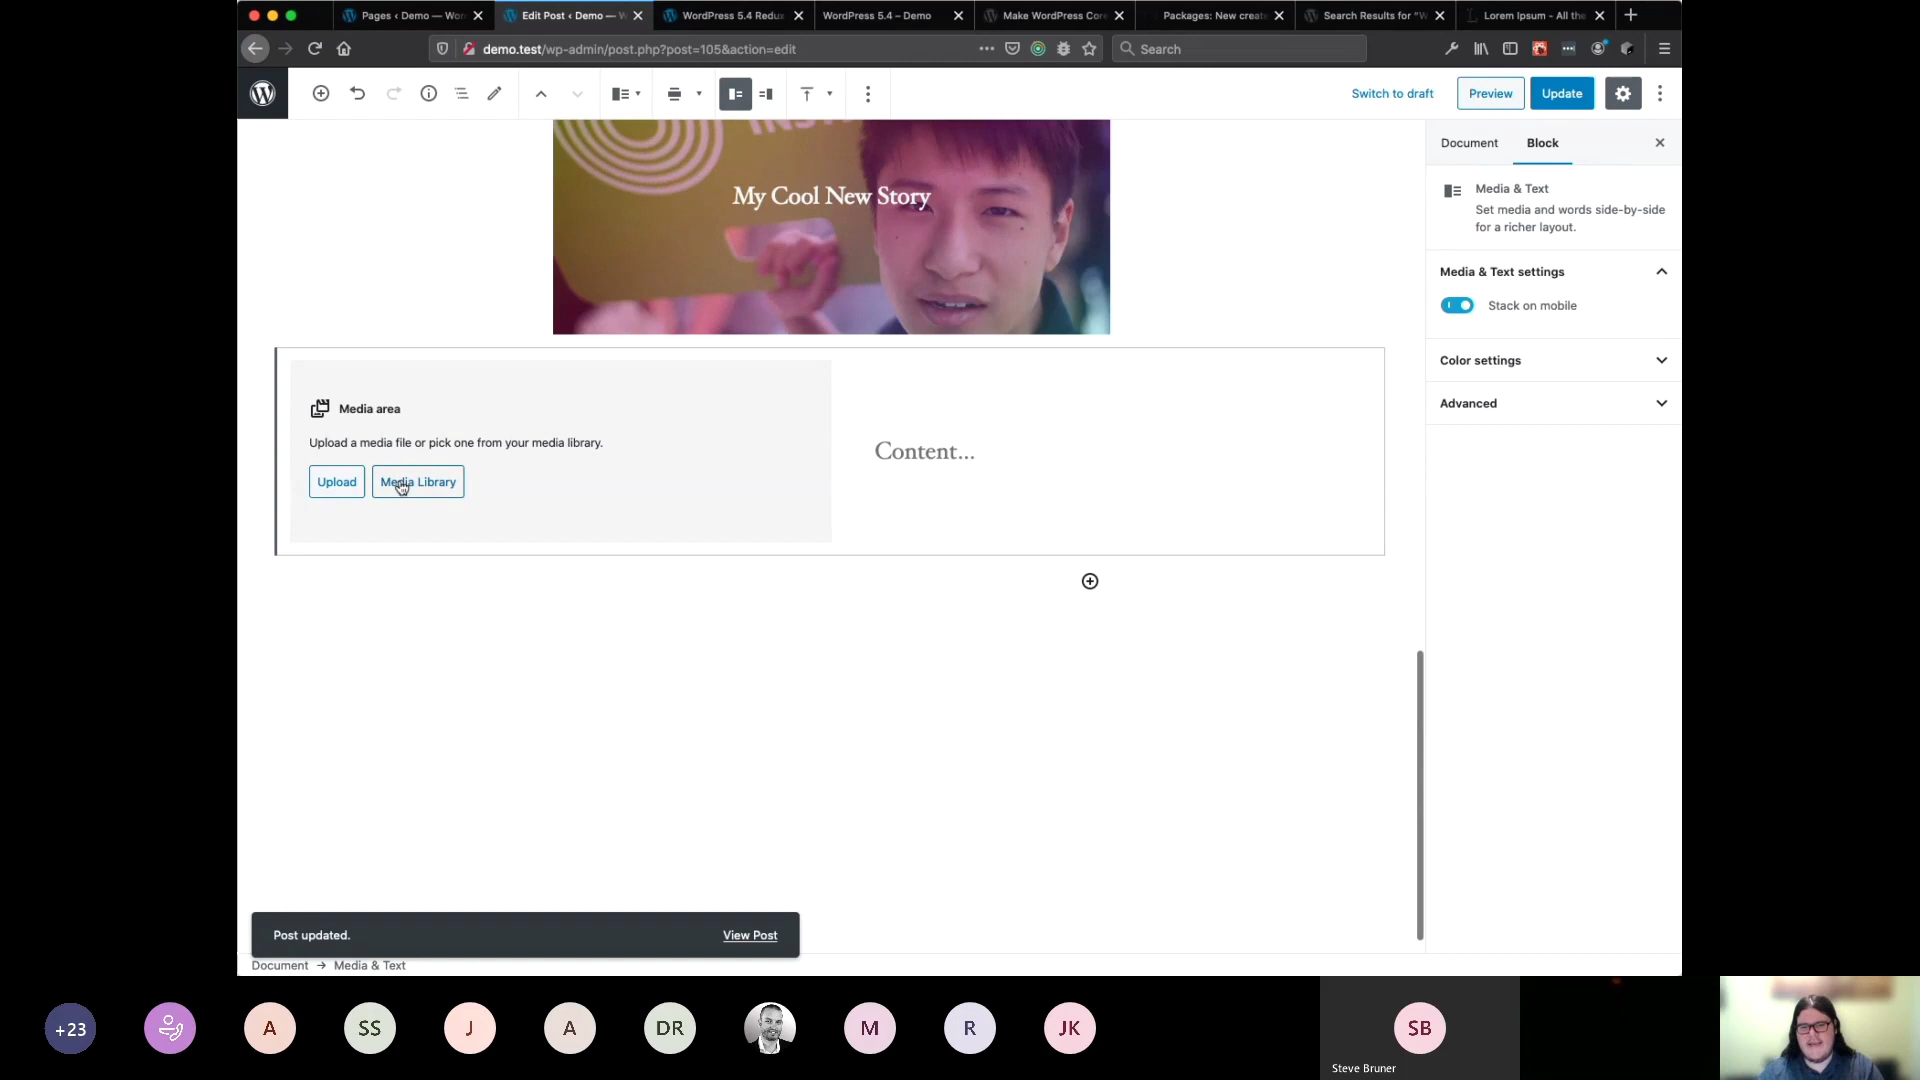 Pages ‹ Demo — Wor
Edit Post ‹ Demo — W
WordPress 5.4 Redux
WordPress 5.4 – Demo
Make WordPress Core
Packages: New create
Search Results for "W
Lorem Ipsum - All the
demo.test/wp-admin/post.php?post=105&action=edit
Search
Switch to draft
Preview
Update
Document
Block
My Cool New Story
Media & Text
Set media and words side-by-side
for a richer layout.
Media & Text settings
Stack on mobile
Color settings
Advanced
Media area
Upload a media file or pick one from your media library.
Upload
Media Library
Content...
Post updated.
View Post
Document → Media & Text
+23
A
SS
J
A
DR
M
R
JK
SB
Steve Bruner